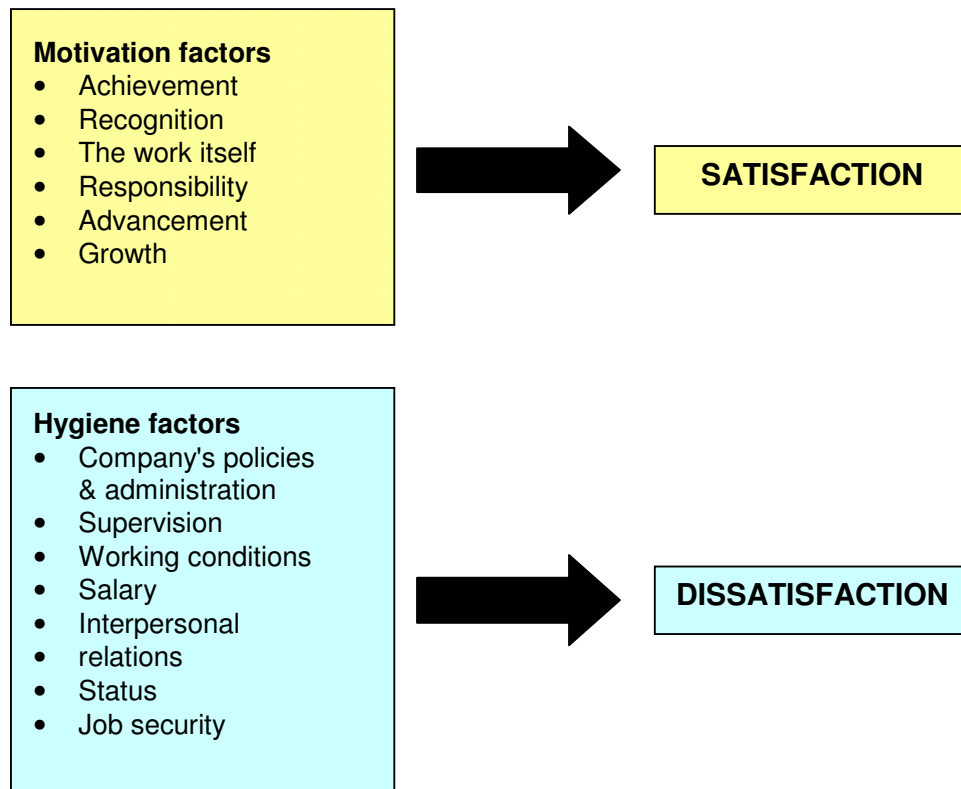 Motivation factors
• Achievement
• Recognition
• The work itself
• Responsibility
• Advancement
• Growth
SATISFACTION
Hygiene factors
• Company's policies
& administration
• Supervision
• Working conditions
• Salary
• Interpersonal
• relations
• Status
• Job security
DISSATISFACTION